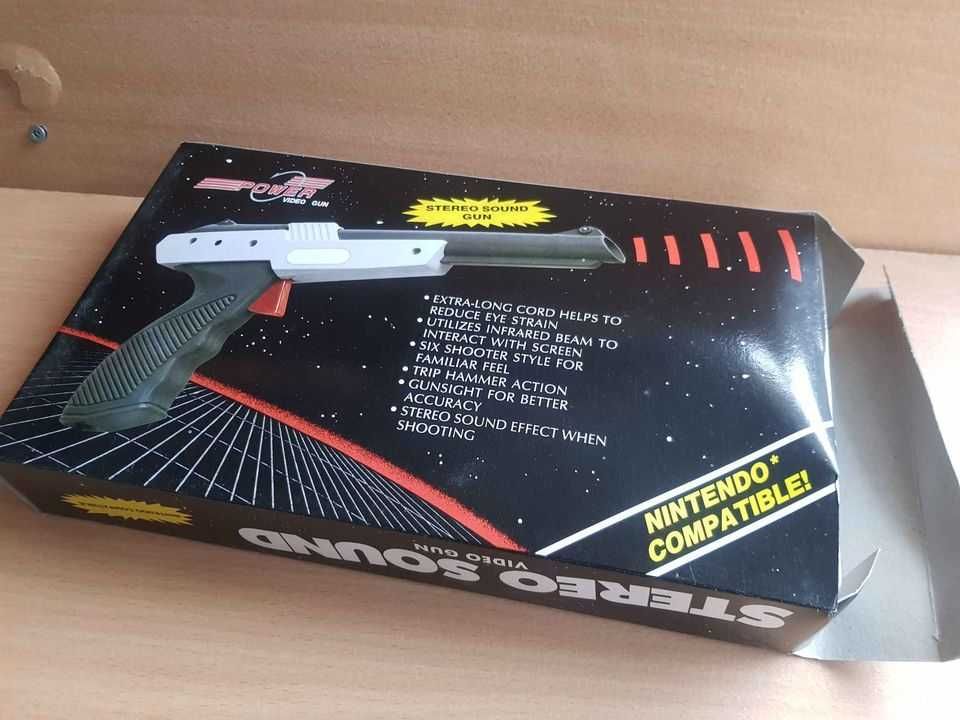 POWER
VIDEO GUN
STEREO SOUND
GUN
• EXTRA-LONG CORD HELPS TO
REDUCE EYE STRAIN
• UTILIZES INFRARED BEAM TO
INTERACT WITH SCREEN
• SIX SHOOTER STYLE FOR
FAMILIAR FEEL
• TRIP HAMMER ACTION
• GUNSIGHT FOR BETTER
ACCURACY
• STEREO SOUND EFFECT WHEN
SHOOTING
NINTENDO*
COMPATIBLE!
STEREO SOUND
VIDEO GUN
NINTENDO COMPATIBLE!